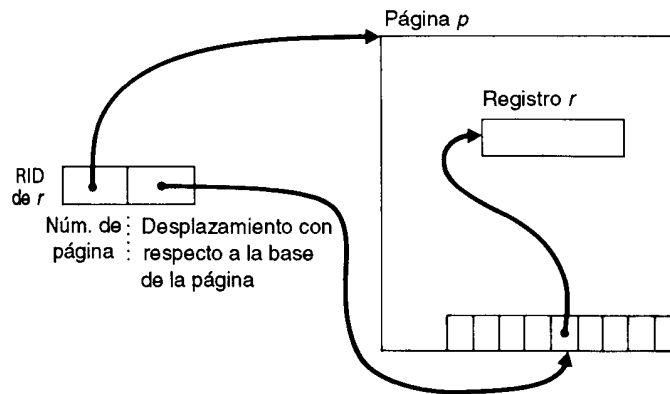 Página p
Registro r
RID
de r
Núm. de
página
Desplazamiento con
respecto a la base
de la página